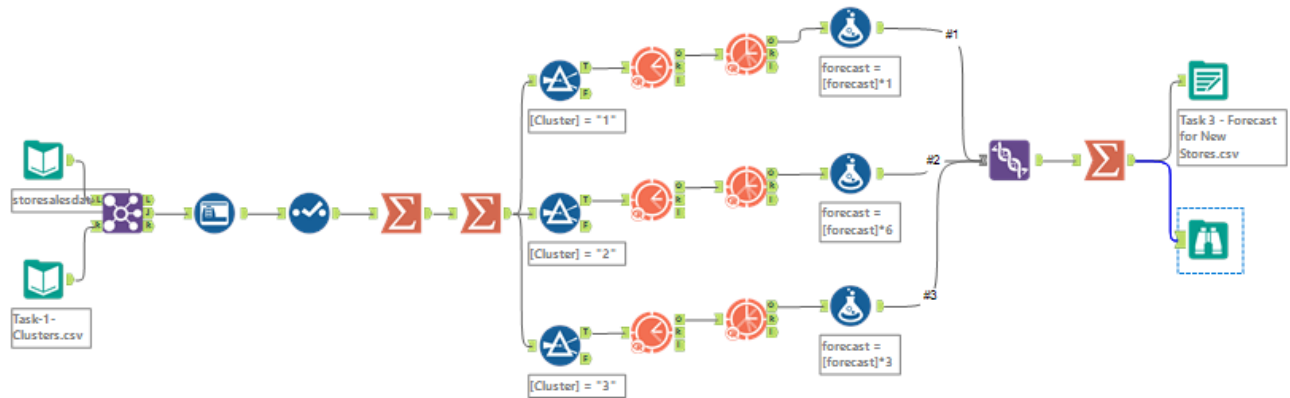 #1
forecast =
[forecast]*1
[Cluster] = "1"
Task 3 - Forecast
for New
Stores.csv
storesalesdat
L
L
J
R
R
#2
forecast =
[forecast]*6
[Cluster] = "2"
Task-1-
Clusters.csv
#3
forecast =
[forecast]*3
[Cluster] = "3"